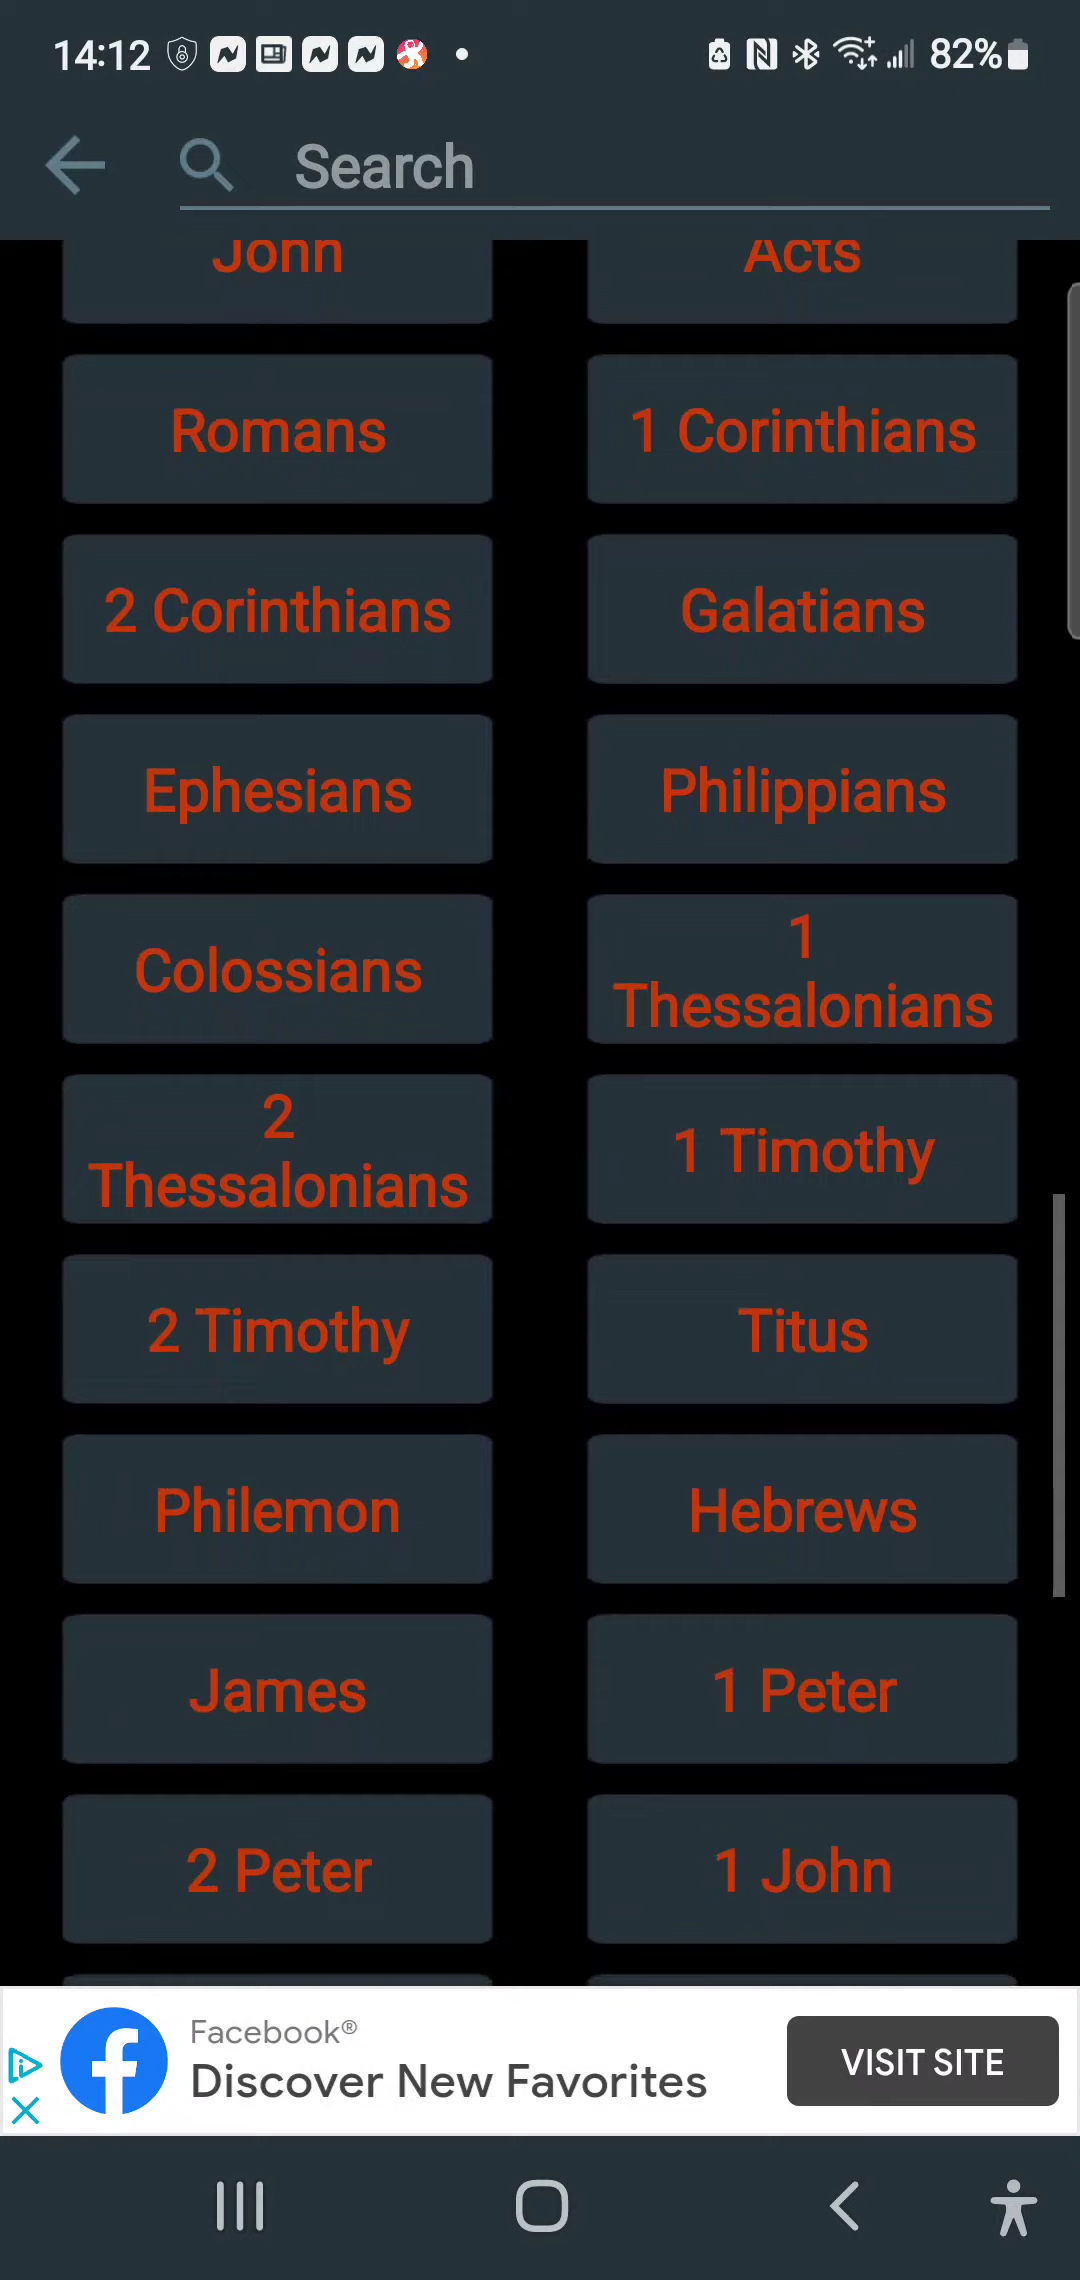 14:12
82%
Search
John
Acts
Romans
1 Corinthians
2 Corinthians
Galatians
Ephesians
Philippians
Colossians
1
Thessalonians
2
Thessalonians
1 Timothy
2 Timothy
Titus
Philemon
Hebrews
James
1 Peter
2 Peter
1 John
Facebook®
Discover New Favorites
VISIT SITE